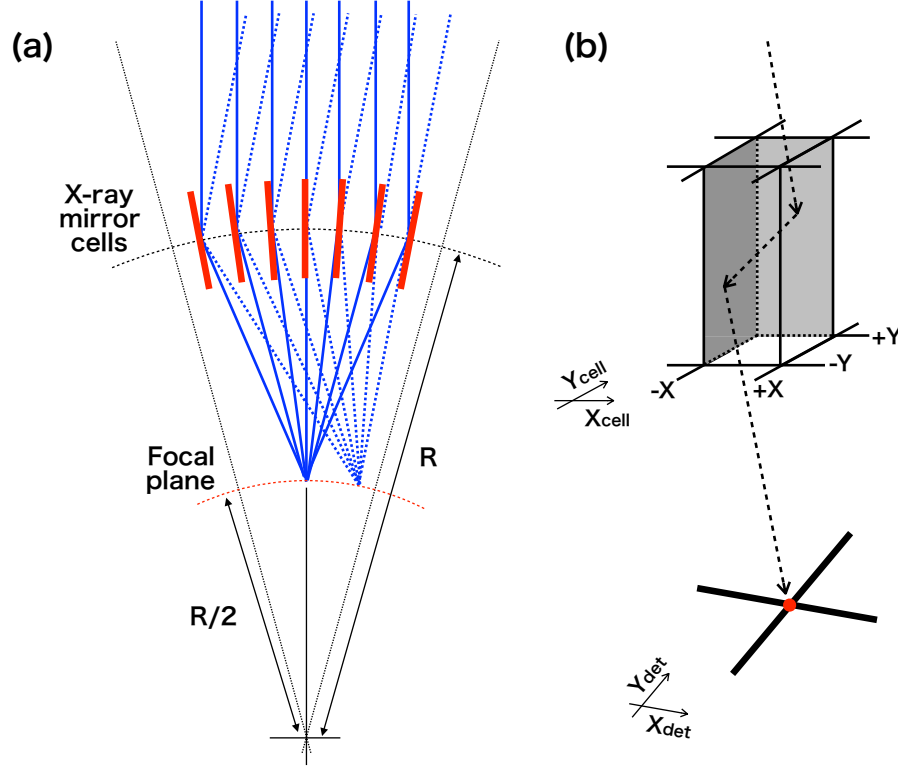 (a)
X-ray
mirror
cells
Focal
plane
R
R/2
(b)
+Y
-Y
-X
+X
Ycell
Xcell
Ydet
Xdet